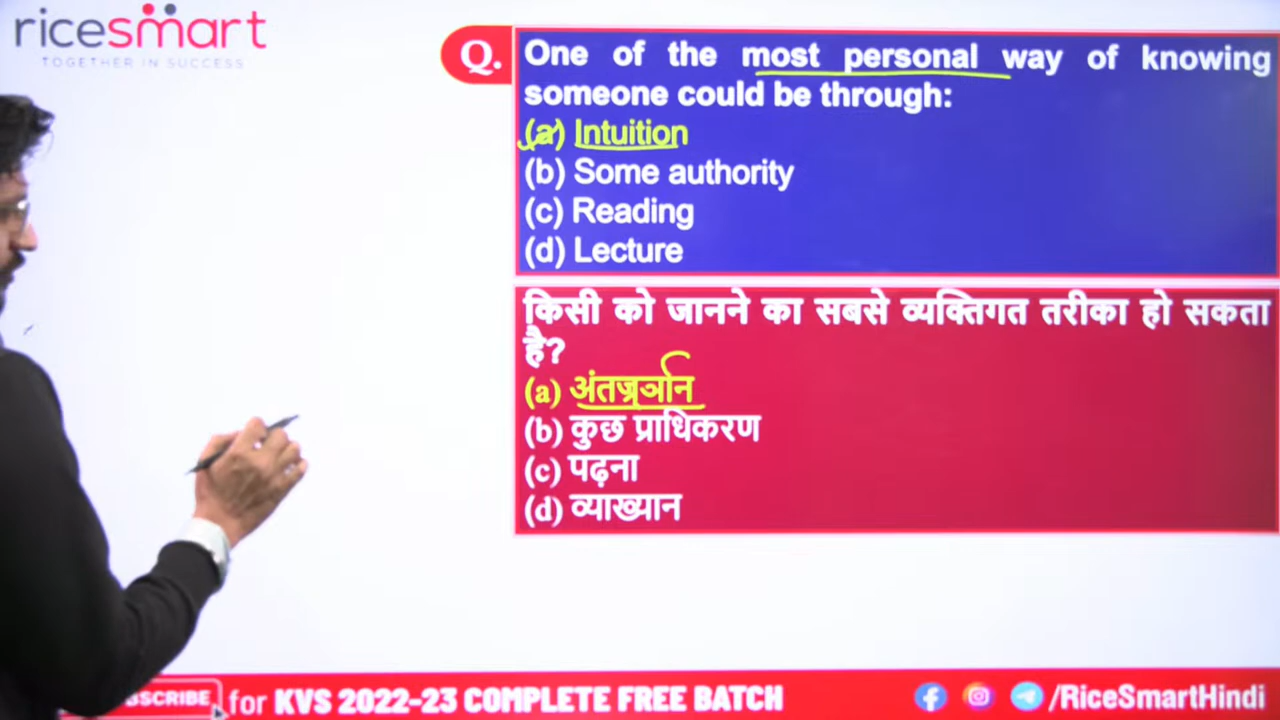 ricesmart
TOGETHER IN SUCCESS
Q.
One of the most personal way of knowing
someone could be through:
(a) Intuition
(b) Some authority
(c) Reading
(d) Lecture
किसी को जानने का सबसे व्यक्तिगत तरीका हो सकता
है?
(a)
(b) कुछ प्राधिकरण
(c) पढ़ना
(d) व्याख्यान
for KVS 2022-23 COMPLETE FREE BATCH
/RiceSmartHindi